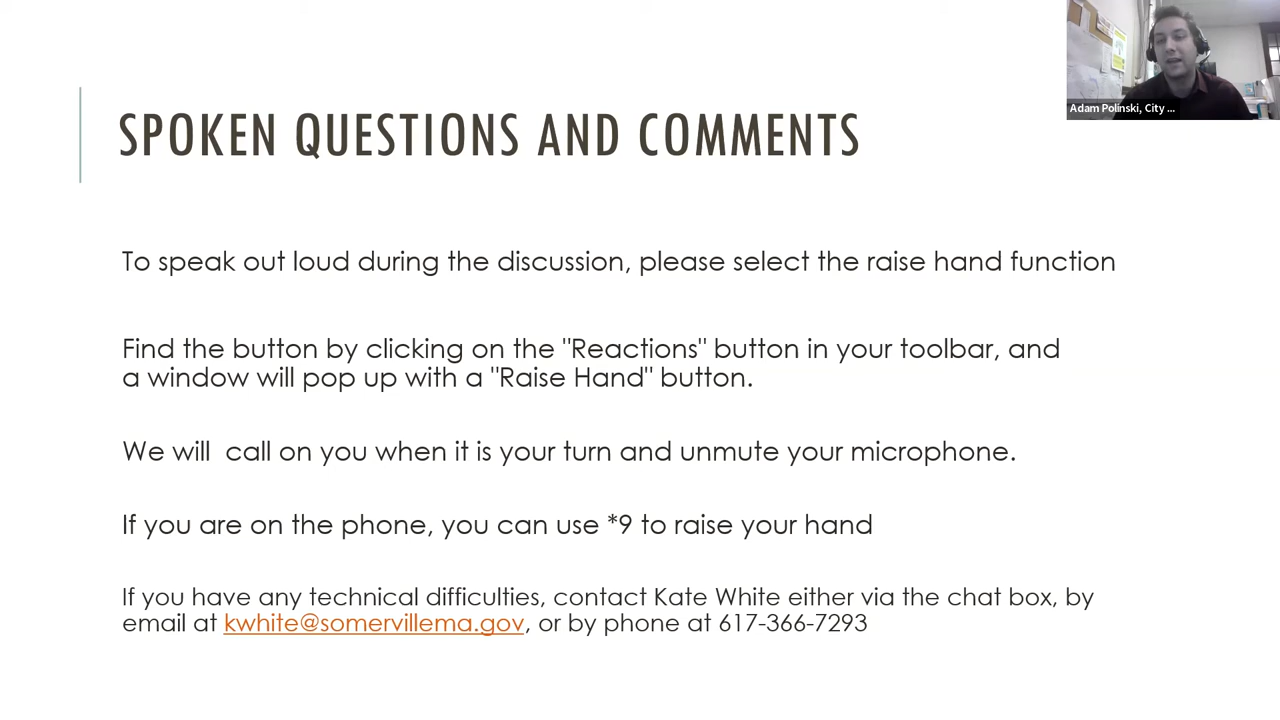 Adam Polinski, City ...
SPOKEN QUESTIONS AND COMMENTS
To speak out loud during the discussion, please select the raise hand function
Find the button by clicking on the "Reactions" button in your toolbar, and
a window will pop up with a "Raise Hand" button.
We will  call on you when it is your turn and unmute your microphone.
If you are on the phone, you can use *9 to raise your hand
If you have any technical difficulties, contact Kate White either via the chat box, by
email at kwhite@somervillema.gov, or by phone at 617-366-7293